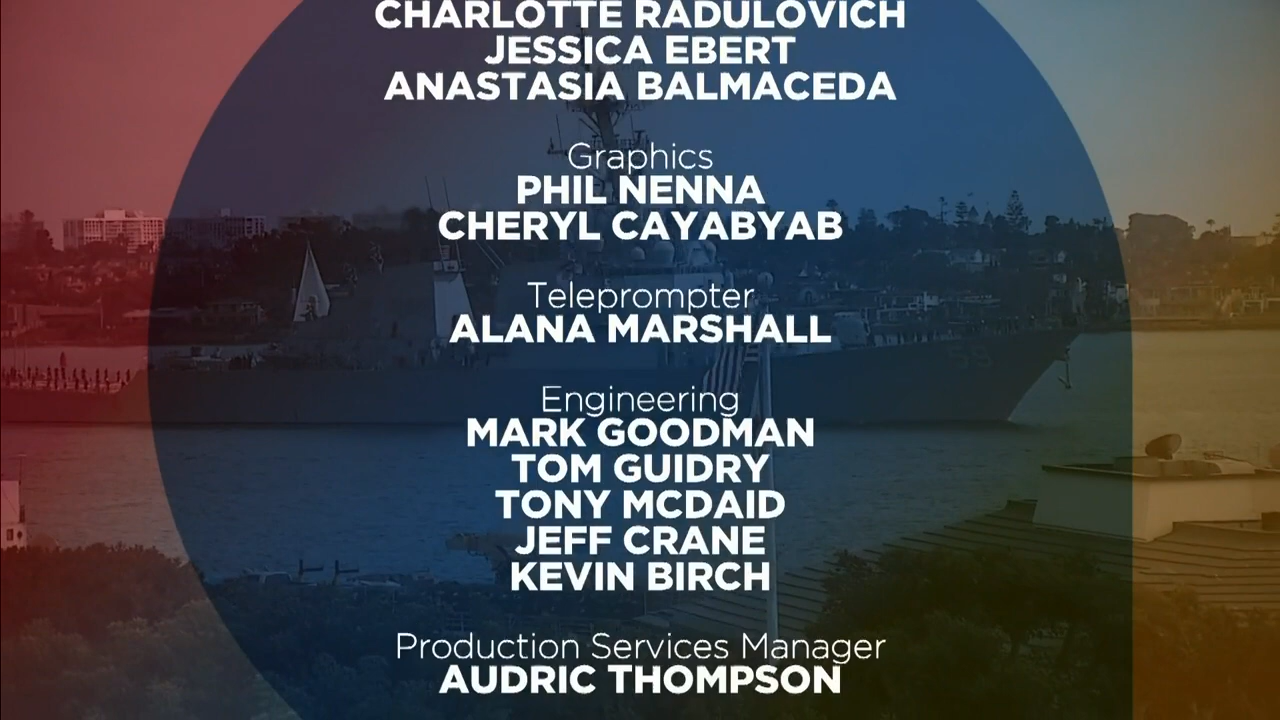 CHARLOTTE RADULOVICH
JESSICA EBERT
ANASTASIA BALMACEDA
Graphics
PHIL NENNA
CHERYL CAYABYAB
Teleprompter
ALANA MARSHALL
Engineering
MARK GOODMAN
TOM GUIDRY
TONY MCDAID
JEFF CRANE
KEVIN BIRCH
Production Services Manager
AUDRIC THOMPSON